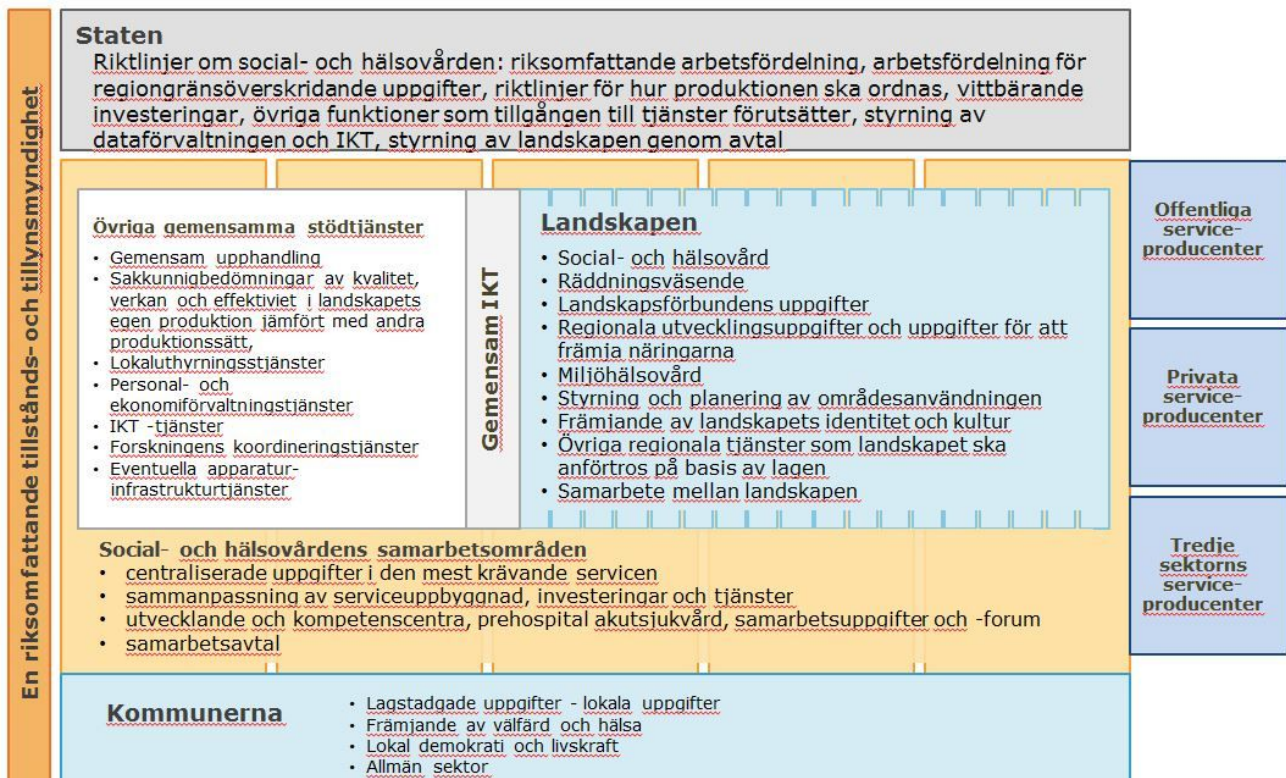 En riksomfattande tillstånds- och tillynsmyndighet
Staten
Riktlinjer om social- och hälsovården: riksomfattande arbetsfördelning, arbetsfördelning för
regiongränsöverskridande uppgifter, riktlinjer för hur produktionen ska ordnas, vittbärande
investeringar, övriga funktioner som tillgången till tjänster förutsätter, styrning av
dataförvaltningen och IKT, styrning av landskapen genom avtal
Övriga gemensamma stödtjänster
• Gemensam upphandling
• Sakkunnigbedömningar av kvalitet,
verkan och effektiviet i landskapets
egen produktion jämfört med andra
produktionssätt,
• Lokaluthyrningsstjänster
• Personal- och
ekonomiförvaltningstjänster
• IKT -tjänster
• Forskningens koordineringstjänster
• Eventuella apparatur-
infrastrukturtjänster
Gemensam IKT
Landskapen
• Social- och hälsovård
• Räddningsväsende
• Landskapsförbundens uppgifter
• Regionala utvecklingsuppgifter och uppgifter för att
främja näringarna
• Miljöhälsovård
• Styrning och planering av områdesanvändningen
• Främjande av landskapets identitet och kultur
• Övriga regionala tjänster som landskapet ska
anförtros på basis av lagen
• Samarbete mellan landskapen
Social- och hälsovårdens samarbetsområden
• centraliserade uppgifter i den mest krävande servicen
• sammanpassning av serviceuppbyggnad, investeringar och tjänster
• utvecklande och kompetenscentra, prehospital akutsjukvård, samarbetsuppgifter och -forum
• samarbetsavtal
Kommunerna
• Lagstadgade uppgifter - lokala uppgifter
• Främjande av välfärd och hälsa
• Lokal demokrati och livskraft
• Allmän sektor
Offentliga
service-
producenter
Privata
service-
producenter
Tredje
sektorns
service-
producenter